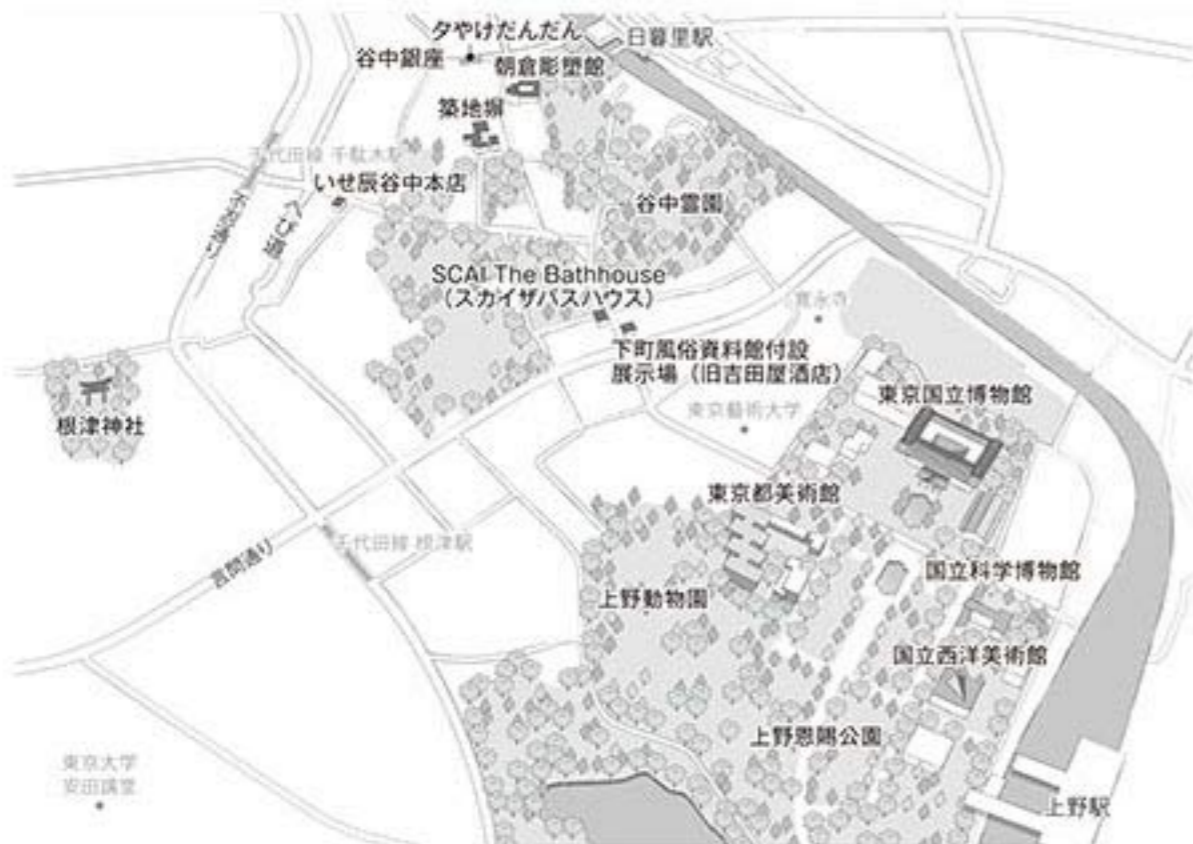 夕やけだんだん
日暮里駅
谷中銀座
朝倉彫塑館
築地塀
千代田線 千駄木駅
いせ辰谷中本店
不忍通り
へび道
谷中霊園
SCAI The Bathhouse
(スカイザバスハウス)
寛永寺
下町風俗資料館付設
展示場(旧吉田屋酒店)
東京国立博物館
東京藝術大学
根津神社
東京都美術館
千代田線 根津駅
言問通り
国立科学博物館
上野動物園
国立西洋美術館
上野恩賜公園
東京大学
安田講堂
上野駅